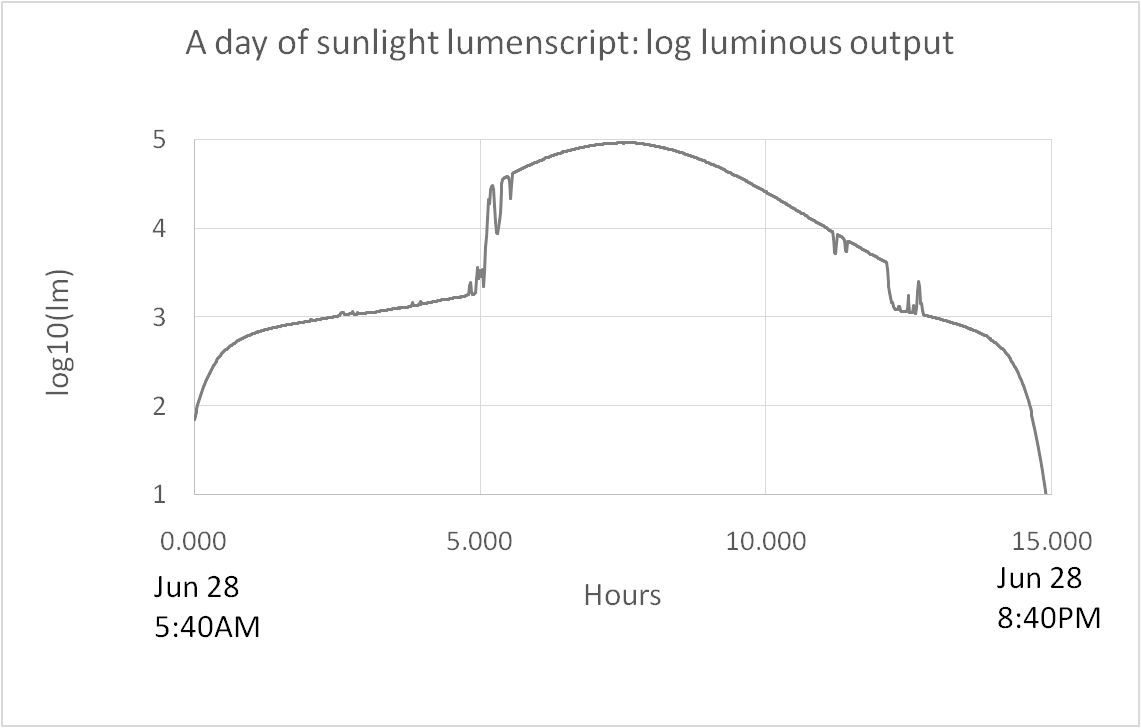 A day of sunlight lumenscript: log luminous output
5
4
3
2
1
log10(lm)
0.000 5.000 10.000 15.000
Jun 28
5:40AM
Hours
Jun 28
8:40PM